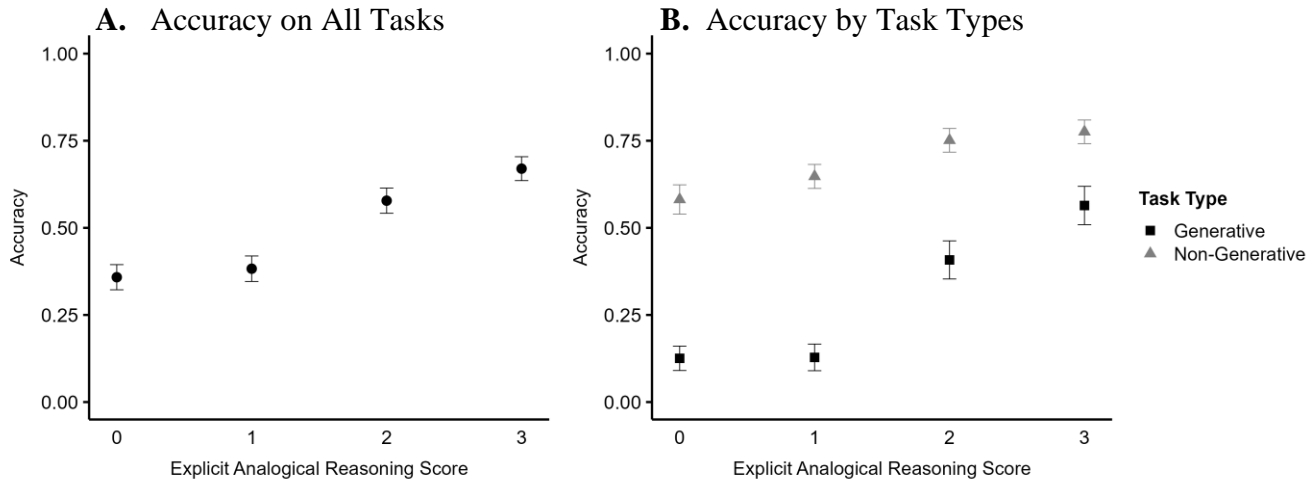 A. Accuracy on All Tasks
1.00
0.75
0.50
0.25
0.00
Accuracy
0 1 2 3
Explicit Analogical Reasoning Score
B. Accuracy by Task Types
1.00
0.75
0.50
0.25
0.00
Accuracy
0 1 2 3
Explicit Analogical Reasoning Score
Task Type
Generative
Non-Generative